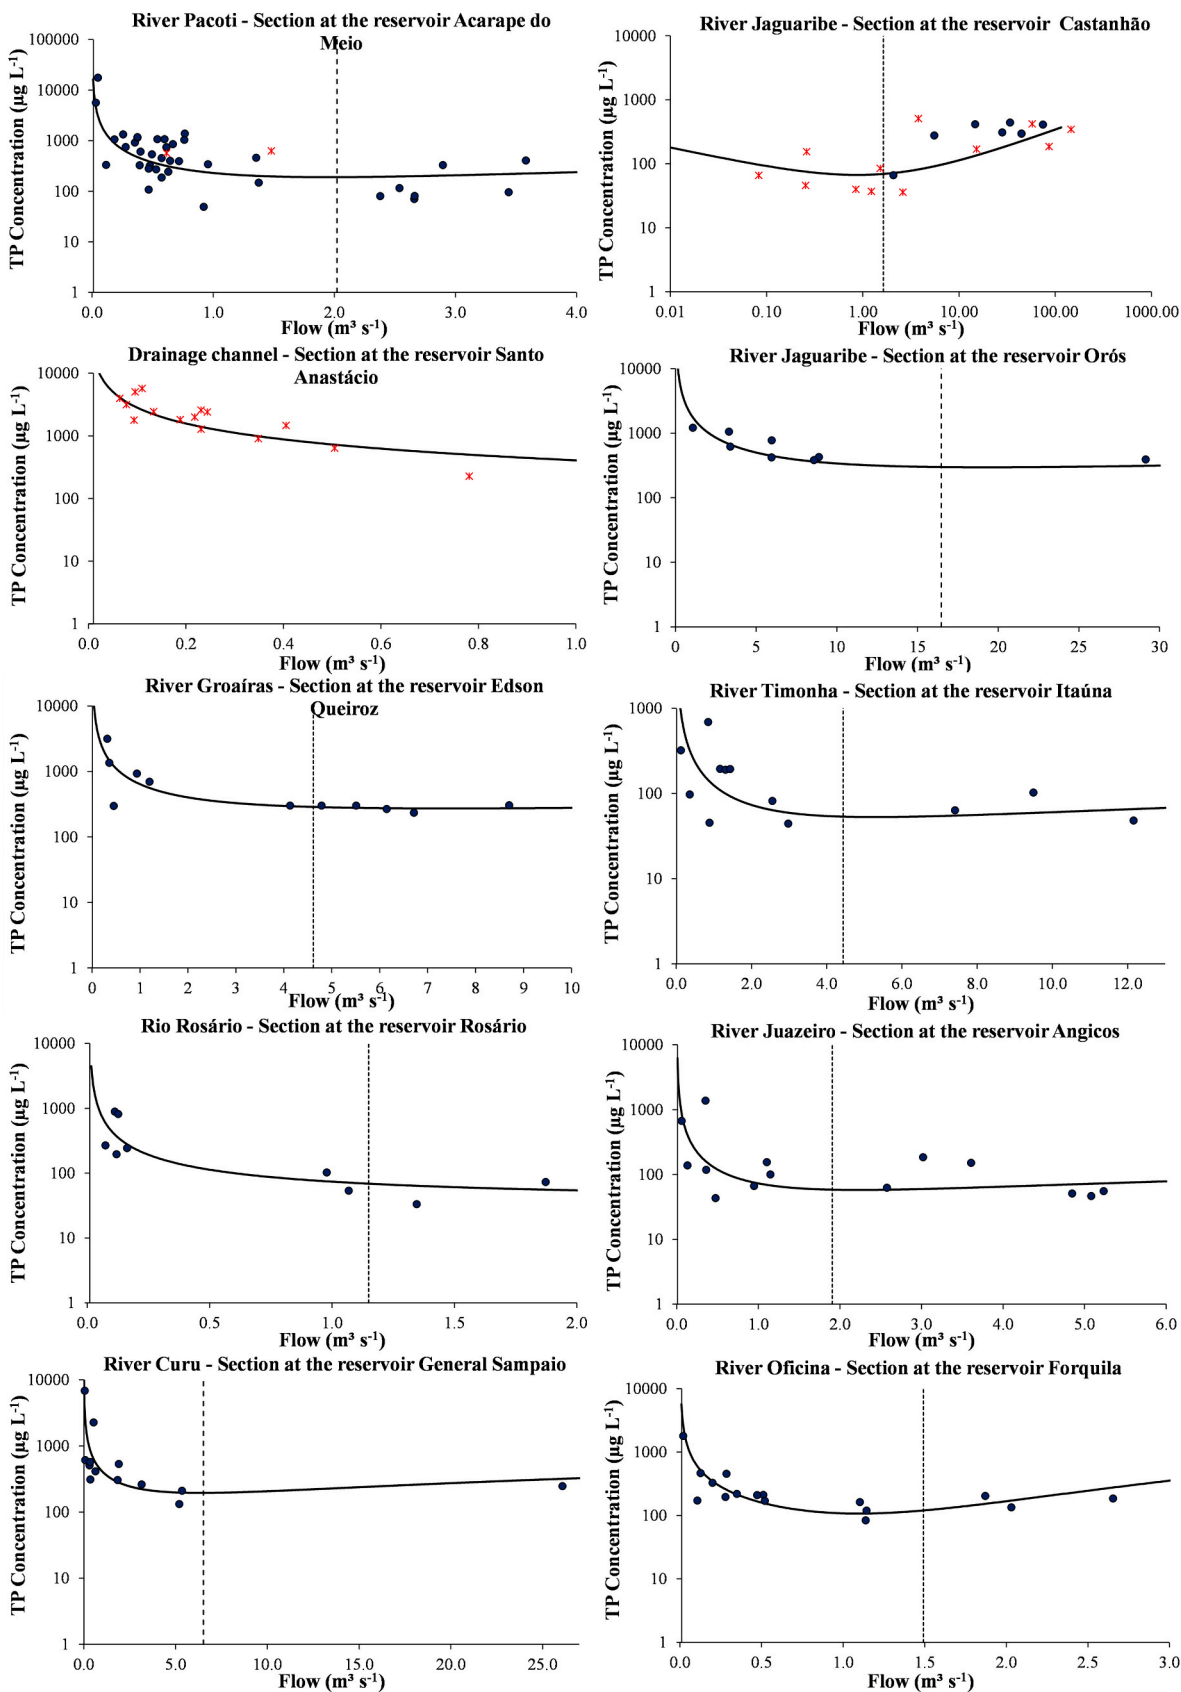 River Pacoti - Section at the reservoir Acarape do
Meio
TP Concentration (µg L-1)
100000
10000
1000
100
10
1
0.0 1.0 2.0 3.0 4.0
Flow (m³ s-1)
River Jaguaribe - Section at the reservoir Castanhão
TP Concentration (µg L-1)
10000
1000
100
10
1
0.01 0.10 1.00 10.00 100.00 1000.00
Flow (m³ s-1)
Drainage channel - Section at the reservoir Santo
Anastácio
TP Concentration (µg L-1)
10000
1000
100
10
1
0.0 0.2 0.4 0.6 0.8 1.0
Flow (m³ s-1)
River Jaguaribe - Section at the reservoir Orós
TP Concentration (µg L-1)
10000
1000
100
10
1
0 5 10 15 20 25 30
Flow (m³ s-1)
River Groaíras - Section at the reservoir Edson
Queiroz
TP Concentration (µg L-1)
10000
1000
100
10
1
0 1 2 3 4 5 6 7 8 9 10
Flow (m³ s-1)
River Timonha - Section at the reservoir Itaúna
TP Concentration (µg L-1)
1000
100
10
1
0.0 2.0 4.0 6.0 8.0 10.0 12.0
Flow (m³ s-1)
Rio Rosário - Section at the reservoir Rosário
TP Concentration (µg L-1)
10000
1000
100
10
1
0.0 0.5 1.0 1.5 2.0
Flow (m³ s-1)
River Juazeiro - Section at the reservoir Angicos
TP Concentration (µg L-1)
10000
1000
100
10
1
0.0 1.0 2.0 3.0 4.0 5.0 6.0
Flow (m³ s-1)
River Curu - Section at the reservoir General Sampaio
TP Concentration (µg L-1)
10000
1000
100
10
1
0.0 5.0 10.0 15.0 20.0 25.0
Flow (m³ s-1)
River Oficina - Section at the reservoir Forquila
TP Concentration (µg L-1)
10000
1000
100
10
1
0.0 0.5 1.0 1.5 2.0 2.5 3.0
Flow (m³ s-1)